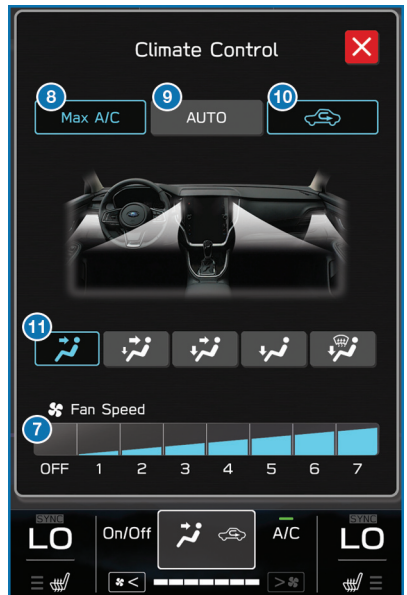 Climate Control
8 9 10
Max A/C AUTO
11
Fan Speed
7
OFF 1 2 3 4 5 6 7
SYNC SYNC
LO On/Off A/C LO
< >